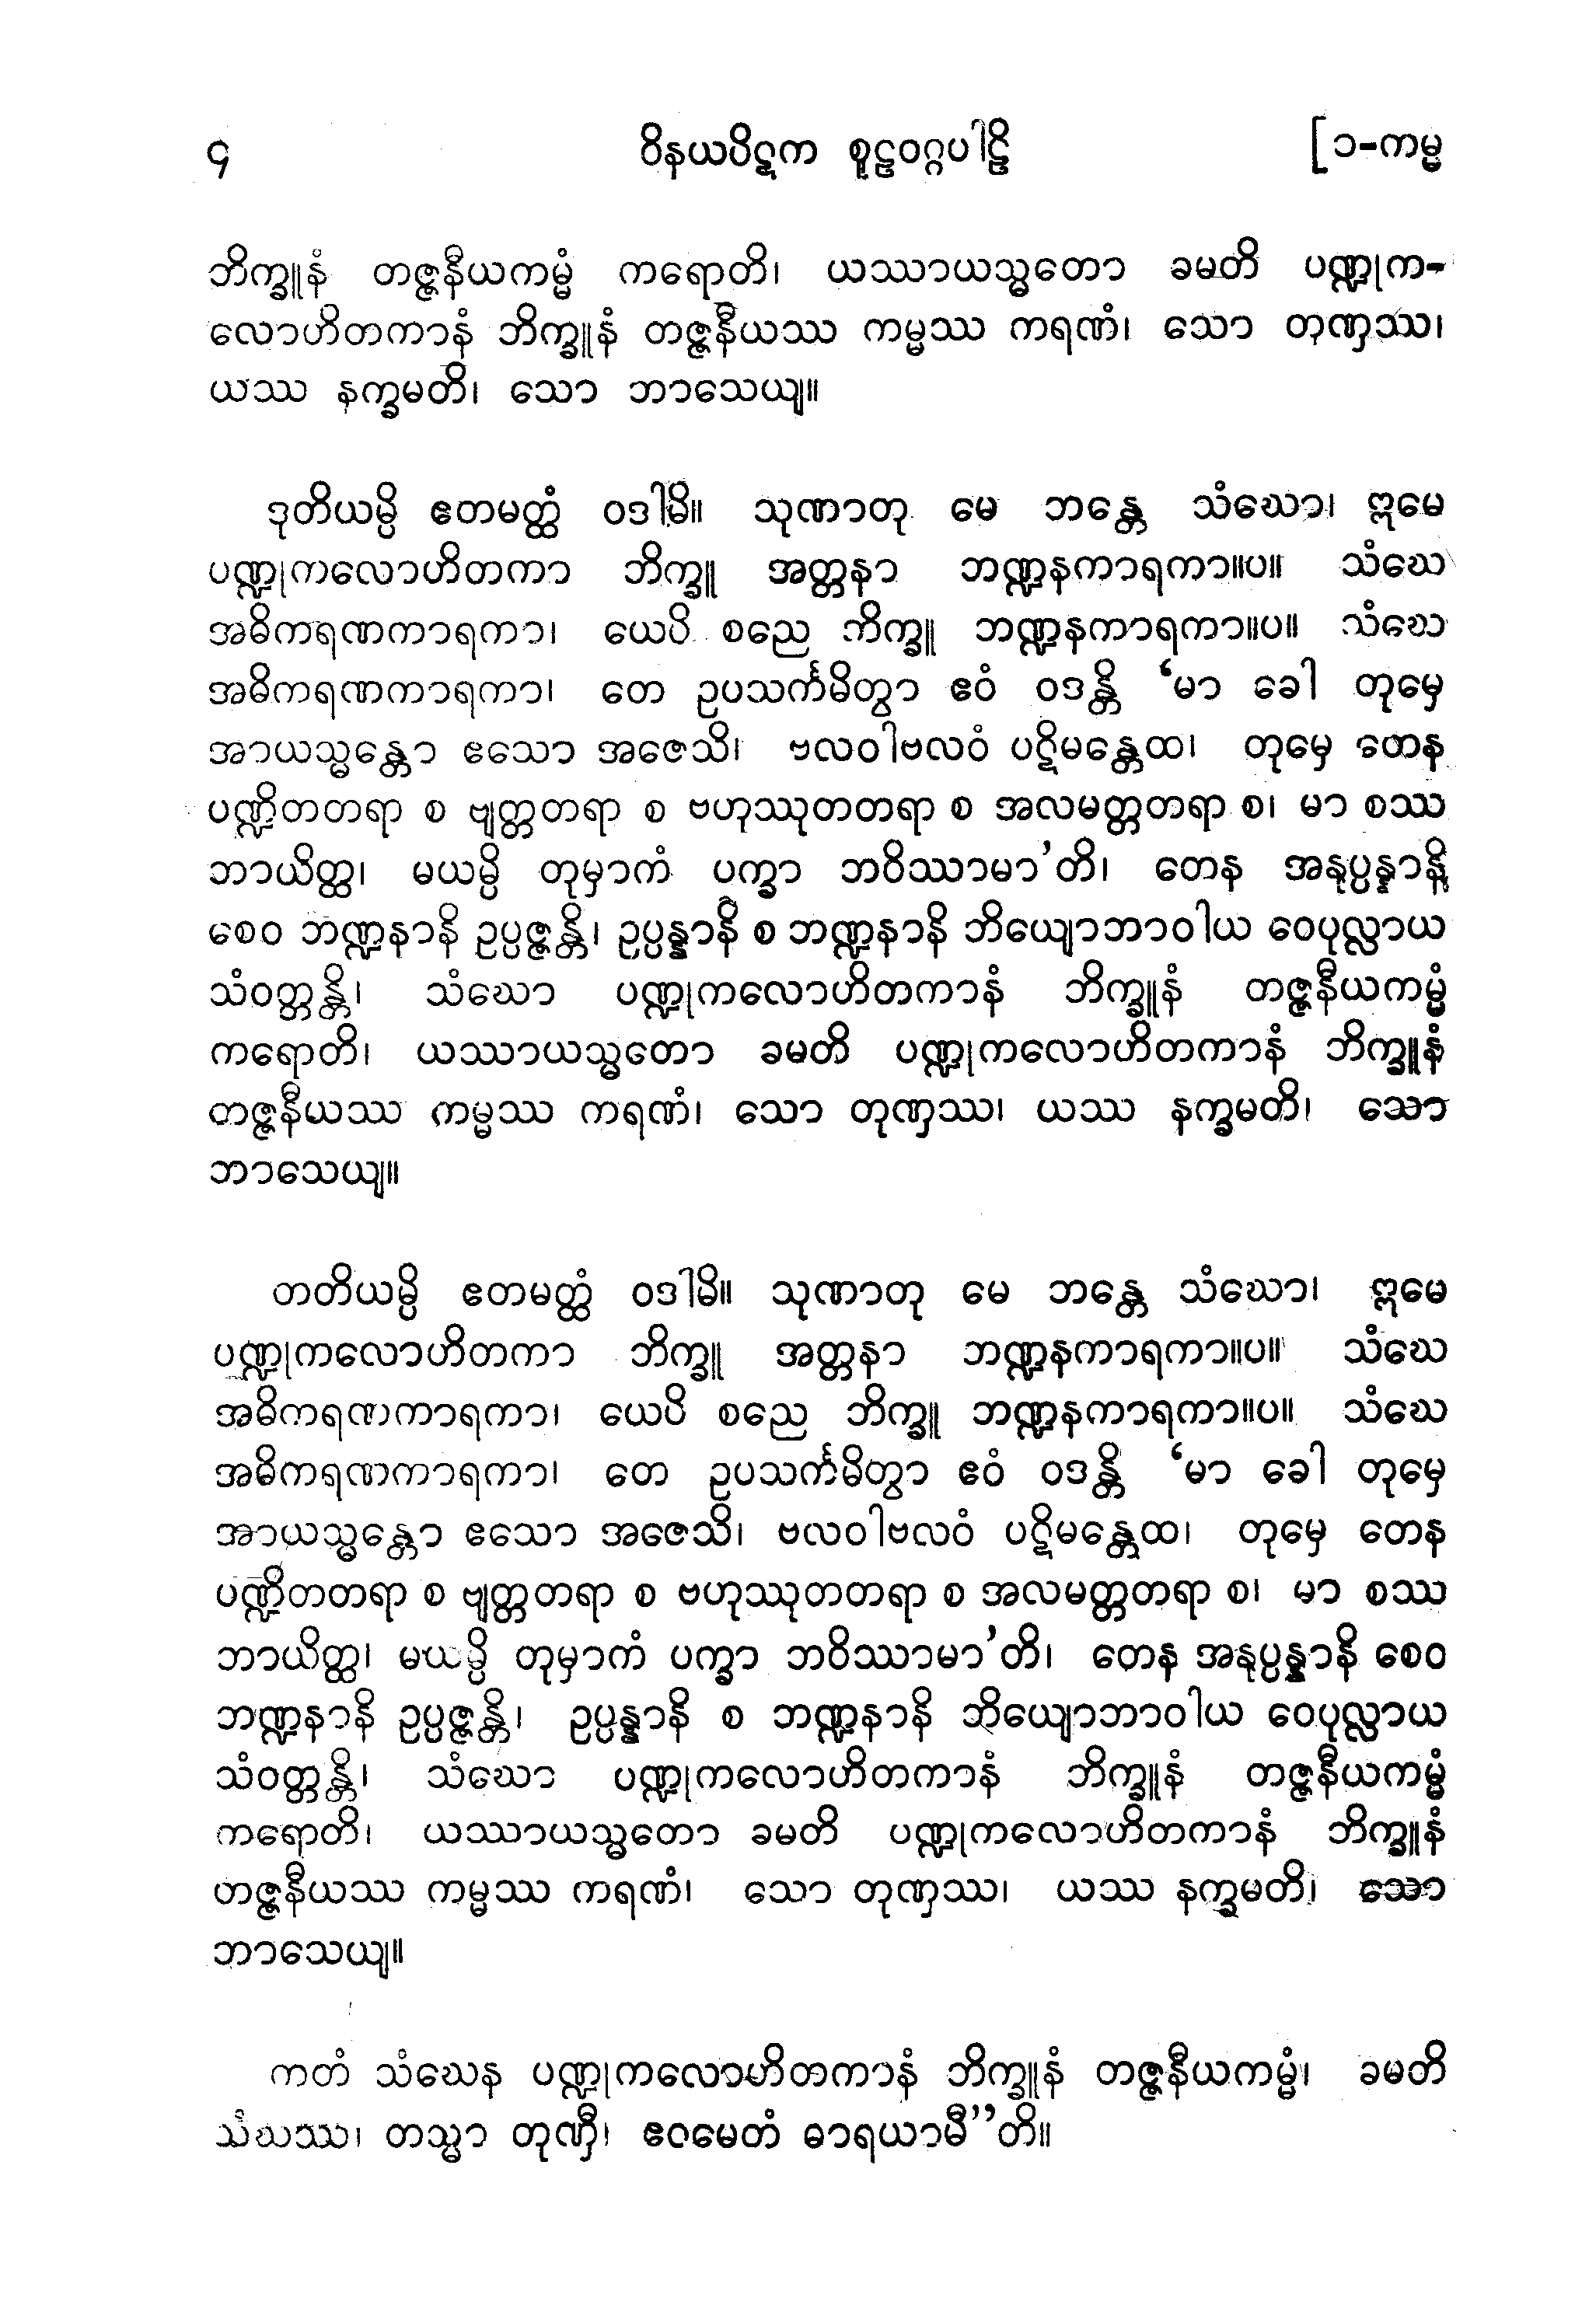 ၄ ဝိနယပိဋက စူဠဝဂ္ဂပါဠိ [၁-ကမ္မ
ဘိက္ခူနံ တဇ္ဇနီယကမ္မံ ကရောတိ၊ ယဿာယသ္မတော ခမတိ ပဏ္ဍုက-
လောဟိတကာနံ ဘိက္ခူနံ တဇ္ဇနီယဿ ကမ္မဿ ကရဏံ၊ သော တုဏှဿ၊
ယဿ နက္ခမတိ၊ သော ဘာသေယျ။
ဒုတိယမ္ပိ ဧတမတ္ထံ ဝဒါမိ။ သုဏာတု မေ ဘန္တေ သံဃော၊ ဣမေ
ပဏ္ဍုကလောဟိတကာ ဘိက္ခူ အတ္တနာ ဘဏ္ဍနကာရကာ။ပ။ သံဃေ
အဓိကရဏကာရကာ၊ ယေပိ စညေ ဘိက္ခူ ဘဏ္ဍနကာရကာ။ပ။ သံဃေ
အဓိကရဏကာရကာ၊ တေ ဥပသင်္ကမိတွာ ဧဝံ ဝဒန္တိ ‘မာ ခေါ တုမှေ
အာယသ္မန္တော ဧသော အဇေသိ၊ ဗလဝါဗလဝံ ပဋိမန္တေထ၊ တုမှေ တေန
ပဏ္ဍိတတရာ စ ဗျတ္တတရာ စ ဗဟုဿုတတရာ စ အလမတ္တတရာ စ၊ မာ စဿ
ဘာယိတ္ထ၊ မယမ္ပိ တုမှာကံ ပက္ခာ ဘဝိဿာမာ’တိ၊ တေန အနုပ္ပန္နာနိ
စေဝ ဘဏ္ဍနာနိ ဥပ္ပဇ္ဇန္တိ၊ ဥပ္ပန္နာနိ စ ဘဏ္ဍနာနိ ဘိယျောဘာဝါယ ဝေပုလ္လာယ
သံဝတ္တန္တိ၊ သံဃော ပဏ္ဍုကလောဟိတကာနံ ဘိက္ခူနံ တဇ္ဇနီယကမ္မံ
ကရောတိ၊ ယဿာယသ္မတော ခမတိ ပဏ္ဍုကလောဟိတကာနံ ဘိက္ခူနံ
တဇ္ဇနီယဿ ကမ္မဿ ကရဏံ၊ သော တုဏှဿ၊ ယဿ နက္ခမတိ၊ သော
ဘာသေယျ။
တတိယမ္ပိ ဧတမတ္ထံ ဝဒါမိ။ သုဏာတု မေ ဘန္တေ သံဃော၊ ဣမေ
ပဏ္ဍုကလောဟိတကာ ဘိက္ခူ အတ္တနာ ဘဏ္ဍနကာရကာ။ပ။ သံဃေ
အဓိကရဏကာရကာ၊ ယေပိ စညေ ဘိက္ခူ ဘဏ္ဍနကာရကာ။ပ။ သံဃေ
အဓိကရဏကာရကာ၊ တေ ဥပသင်္ကမိတွာ ဧဝံ ဝဒန္တိ ‘မာ ခေါ တုမှေ
အာယသ္မန္တော ဧသော အဇေသိ၊ ဗလဝါဗလဝံ ပဋိမန္တေထ၊ တုမှေ တေန
ပဏ္ဍိတတရာ စ ဗျတ္တတရာ စ ဗဟုဿုတတရာ စ အလမတ္တတရာ စ၊ မာ စဿ
ဘာယိတ္ထ၊ မယမ္ပိ တုမှာကံ ပက္ခာ ဘဝိဿာမာ’တိ၊ တေန အနုပ္ပန္နာနိ စေဝ
ဘဏ္ဍနာနိ ဥပ္ပဇ္ဇန္တိ၊ ဥပ္ပန္နာနိ စ ဘဏ္ဍနာနိ ဘိယျောဘာဝါယ ဝေပုလ္လာယ
သံဝတ္တန္တိ၊ သံဃော ပဏ္ဍုကလောဟိတကာနံ ဘိက္ခူနံ တဇ္ဇနီယကမ္မံ
ကရောတိ၊ ယဿာယသ္မတော ခမတိ ပဏ္ဍုကလောဟိတကာနံ ဘိက္ခူနံ
တဇ္ဇနီယဿ ကမ္မဿ ကရဏံ၊ သော တုဏှဿ၊ ယဿ နက္ခမတိ၊ သော
ဘာသေယျ။
ကတံ သံဃေန ပဏ္ဍုကလောဟိတကာနံ ဘိက္ခူနံ တဇ္ဇနီယကမ္မံ၊ ခမတိ
သံဃဿ၊ တသ္မာ တုဏှီ၊ ဧဝမေတံ ဓာရယာမီ”တိ။